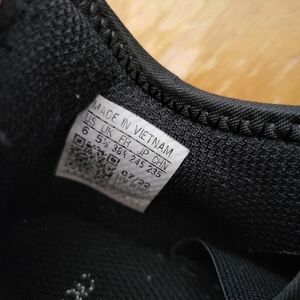 MADE IN VIETNAM
US UK FR JP CHN
6 5½ 38⅔ 245 235
07/22